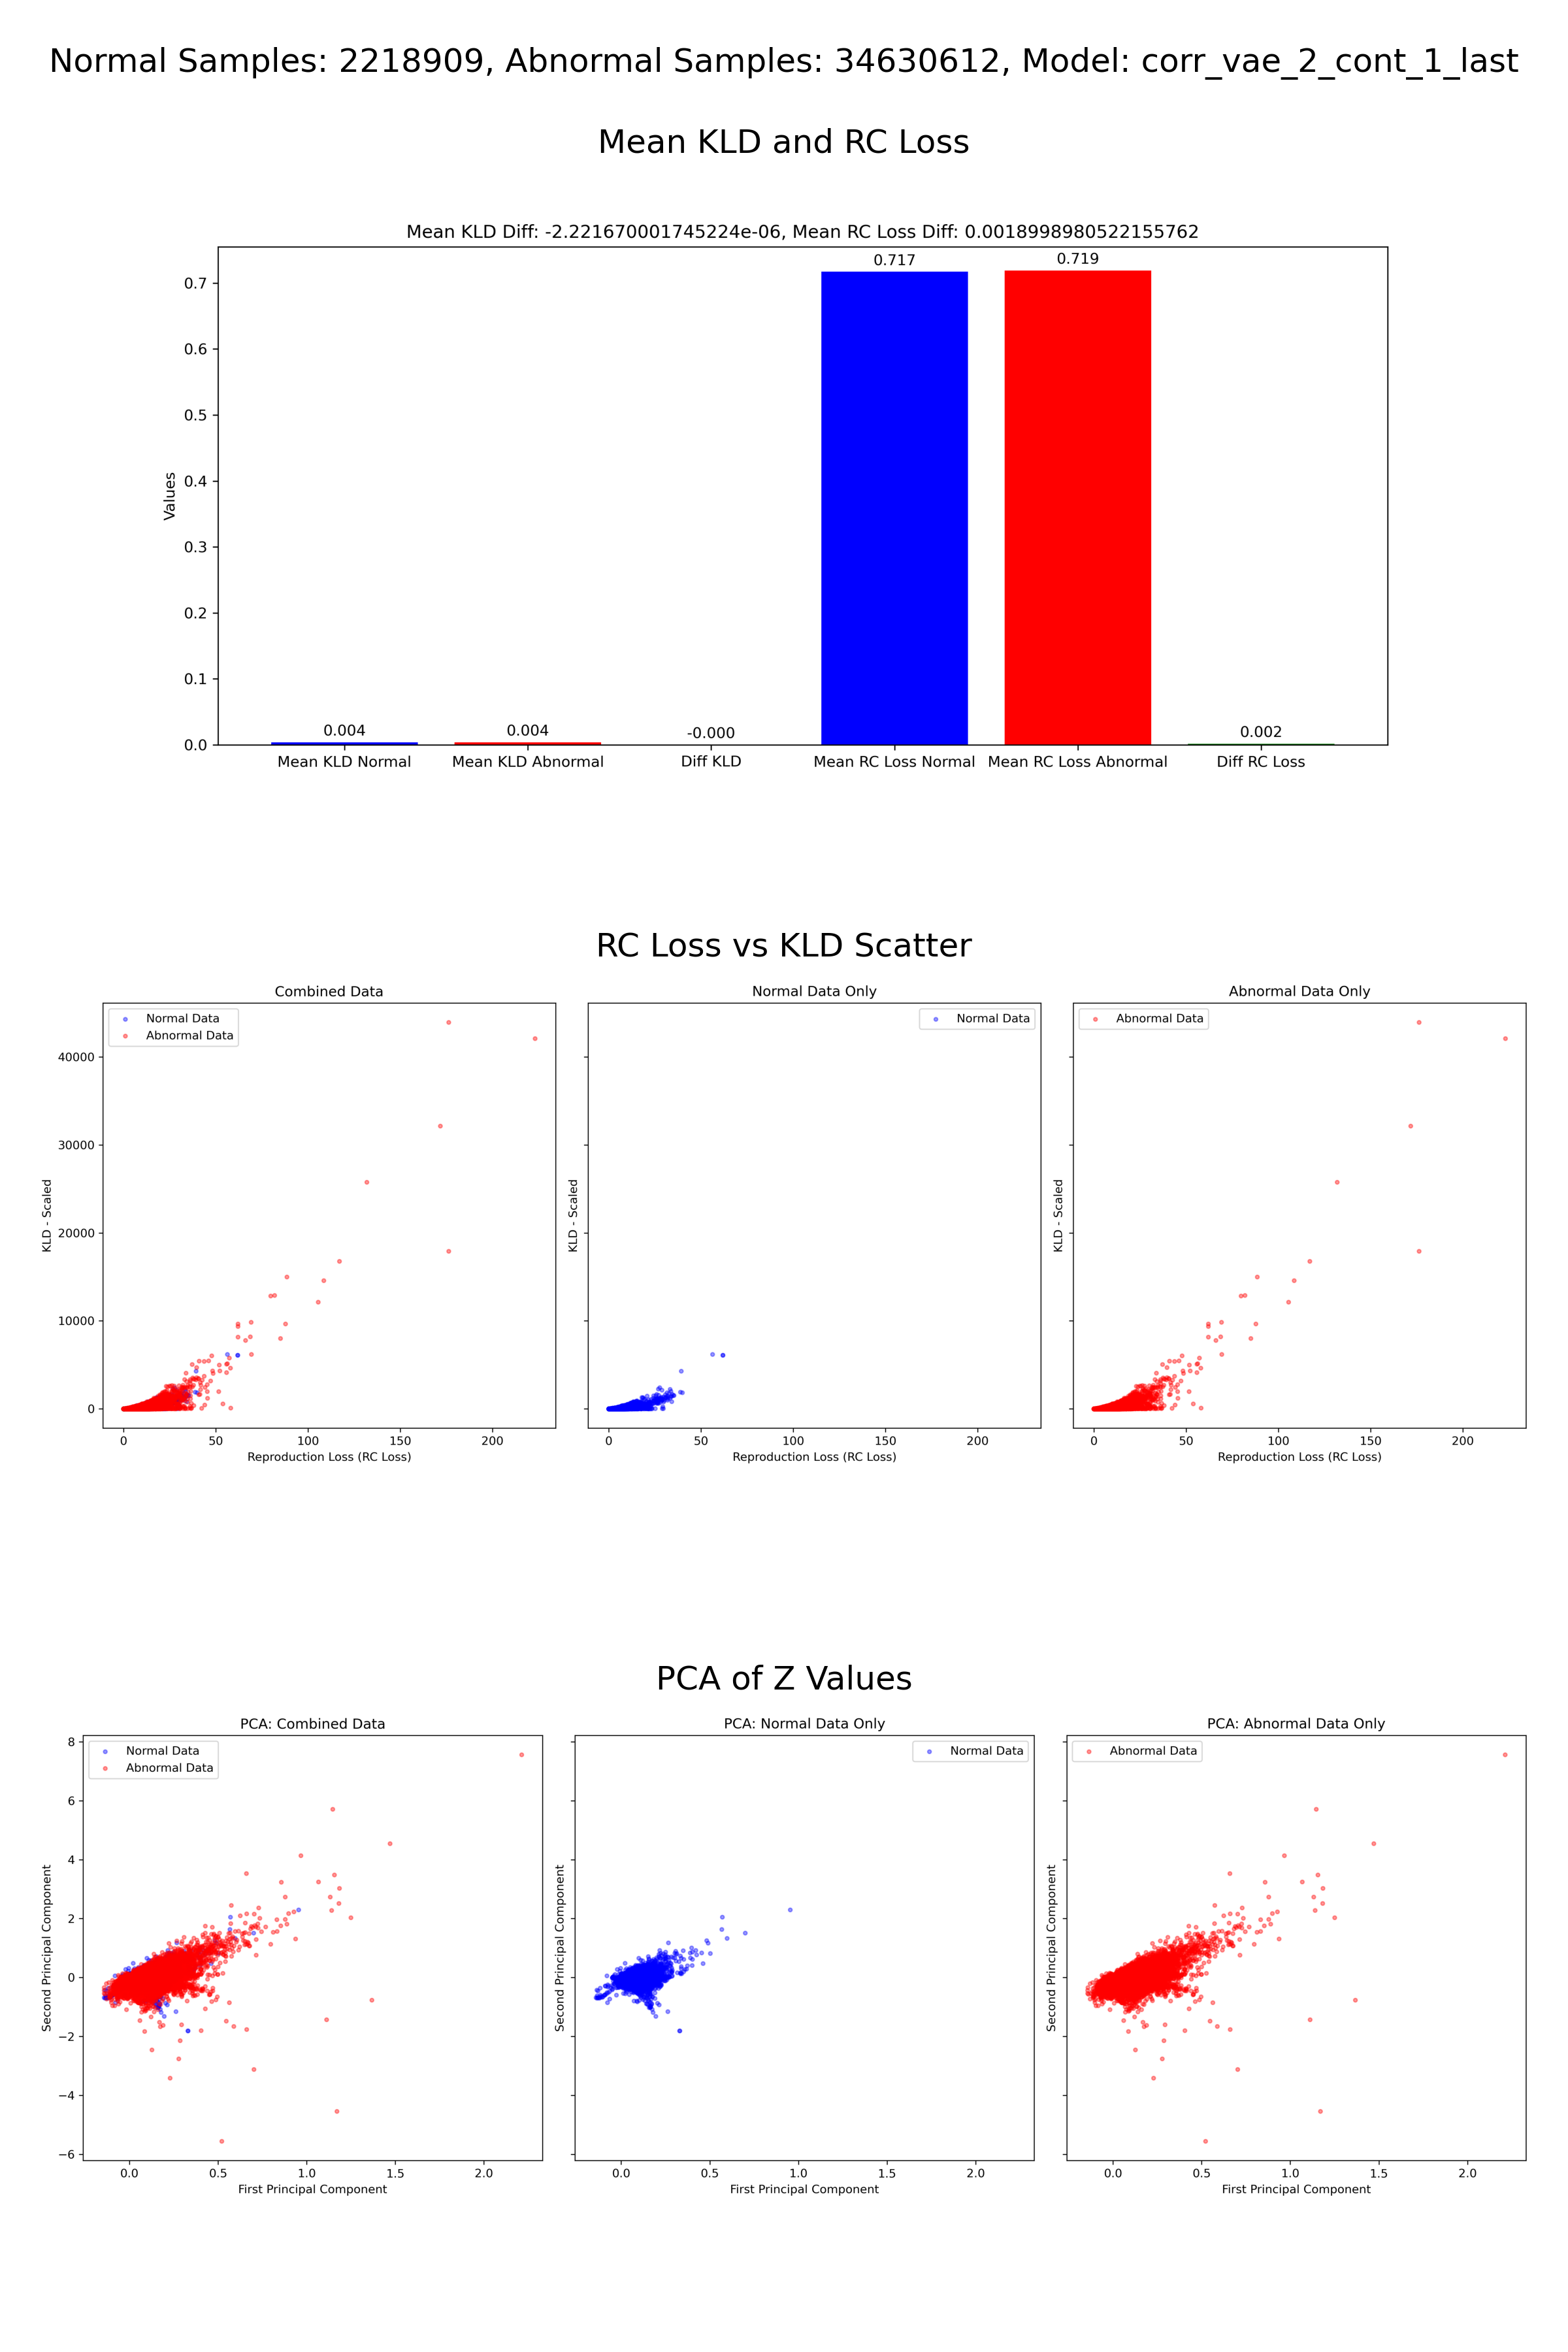 Normal Samples: 2218909, Abnormal Samples: 34630612, Model: corr_vae_2_cont_1_last
Mean KLD and RC Loss
Mean KLD Diff: -2.221670001745224e-06, Mean RC Loss Diff: 0.0018998980522155762
Values
0.7
0.6
0.5
0.4
0.3
0.2
0.1
0.0
0.004
0.004
-0.000
0.717
0.719
0.002
Mean KLD Normal
Mean KLD Abnormal
Diff KLD
Mean RC Loss Normal
Mean RC Loss Abnormal
Diff RC Loss
RC Loss vs KLD Scatter
Combined Data
Normal Data
Abnormal Data
KLD - Scaled
40000
30000
20000
10000
0
0 50 100 150 200
Reproduction Loss (RC Loss)
Normal Data Only
Normal Data
KLD - Scaled
0 50 100 150 200
Reproduction Loss (RC Loss)
Abnormal Data Only
Abnormal Data
KLD - Scaled
0 50 100 150 200
Reproduction Loss (RC Loss)
PCA of Z Values
PCA: Combined Data
Normal Data
Abnormal Data
Second Principal Component
8
6
4
2
0
−2
−4
−6
0.0 0.5 1.0 1.5 2.0
First Principal Component
PCA: Normal Data Only
Normal Data
Second Principal Component
0.0 0.5 1.0 1.5 2.0
First Principal Component
PCA: Abnormal Data Only
Abnormal Data
Second Principal Component
0.0 0.5 1.0 1.5 2.0
First Principal Component